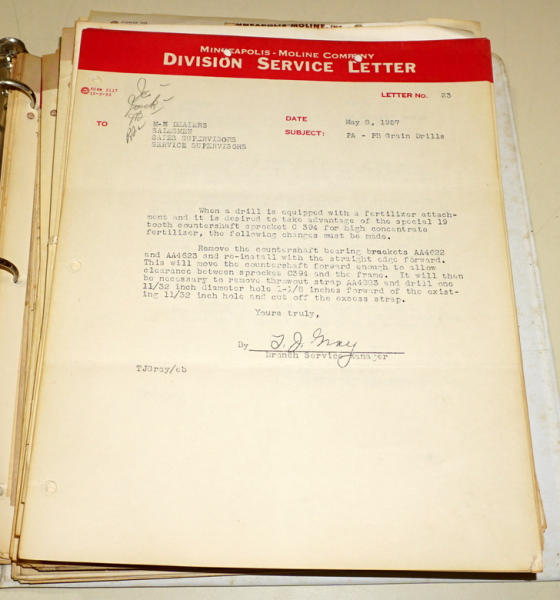 MINNEAPOLIS-MOLINE COMPANY
DIVISION SERVICE LETTER
LETTER NO. 23
TO
M-M DEALERS
SALESMEN
SALES SUPERVISORS
SERVICE SUPERVISORS
DATE May 8, 1957
SUBJECT: PA - PB Grain Drills
When a drill is equipped with a fertilizer attach-
ment and it is desired to take advantage of the special 19
tooth countershaft sprocket C 394 for high concentrate
fertilizer, the following changes must be made.
Remove the countershaft bearing brackets AA4622
and AA4623 and re-install with the straight edge forward.
This will move the countershaft forward enough to allow
clearance between sprocket C394 and the frame. It will then
be necessary to remove throwout strap and drill one
11/32 inch diameter hole 1-1/8 inches forward of the exist-
ing 11/32 inch hole and cut off the excess strap.
Yours truly,
By T. J. Gray
Branch Service Manager
TJGray/eb